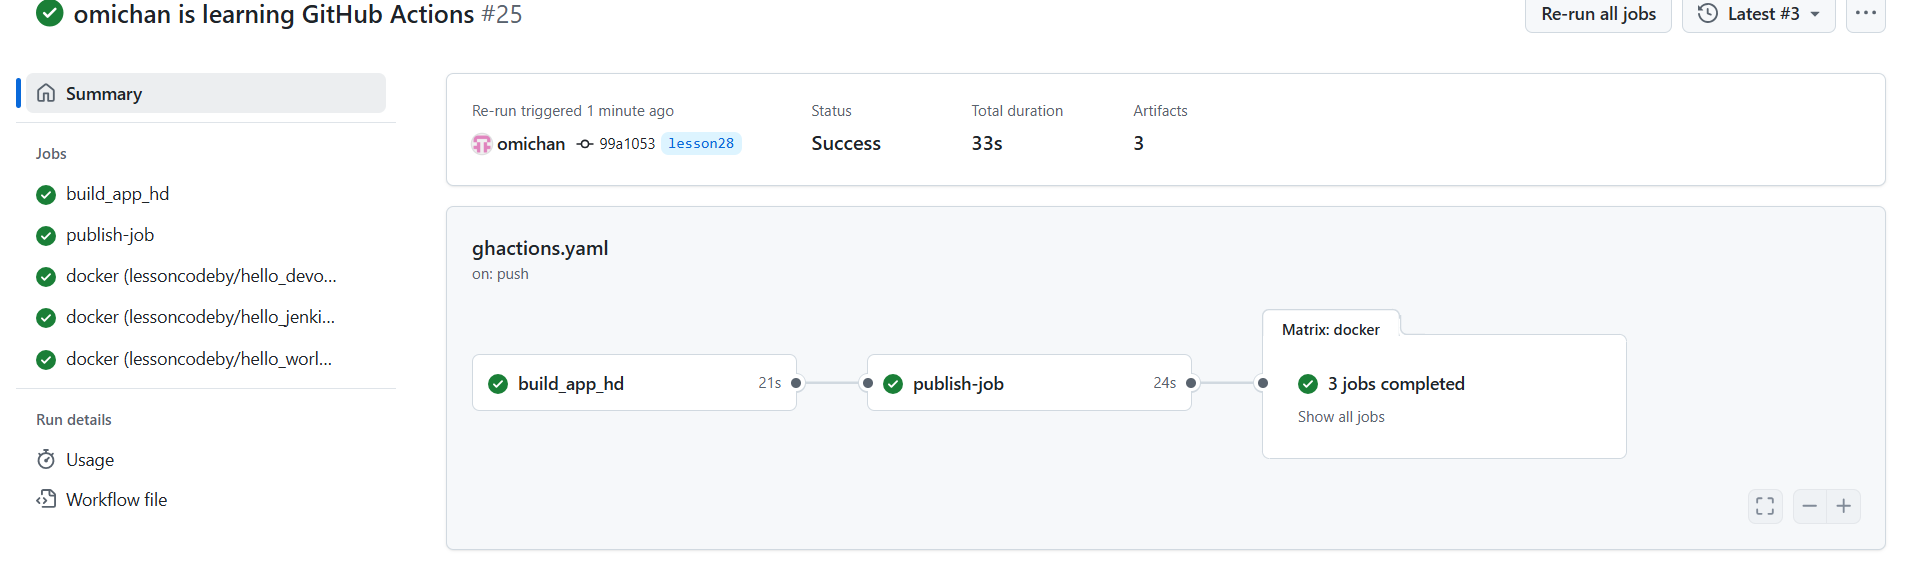 omichan is learning GitHub Actions #25
Re-run all jobs
Latest #3
Summary
Jobs
build_app_hd
publish-job
docker (lessoncodeby/hello_devo...
docker (lessoncodeby/hello_jenki...
docker (lessoncodeby/hello_worl...
Run details
Usage
Workflow file
Re-run triggered 1 minute ago
omichan 99a1053 lesson28
Status
Success
Total duration
33s
Artifacts
3
ghactions.yaml
on: push
build_app_hd 21s
publish-job 24s
Matrix: docker
3 jobs completed
Show all jobs